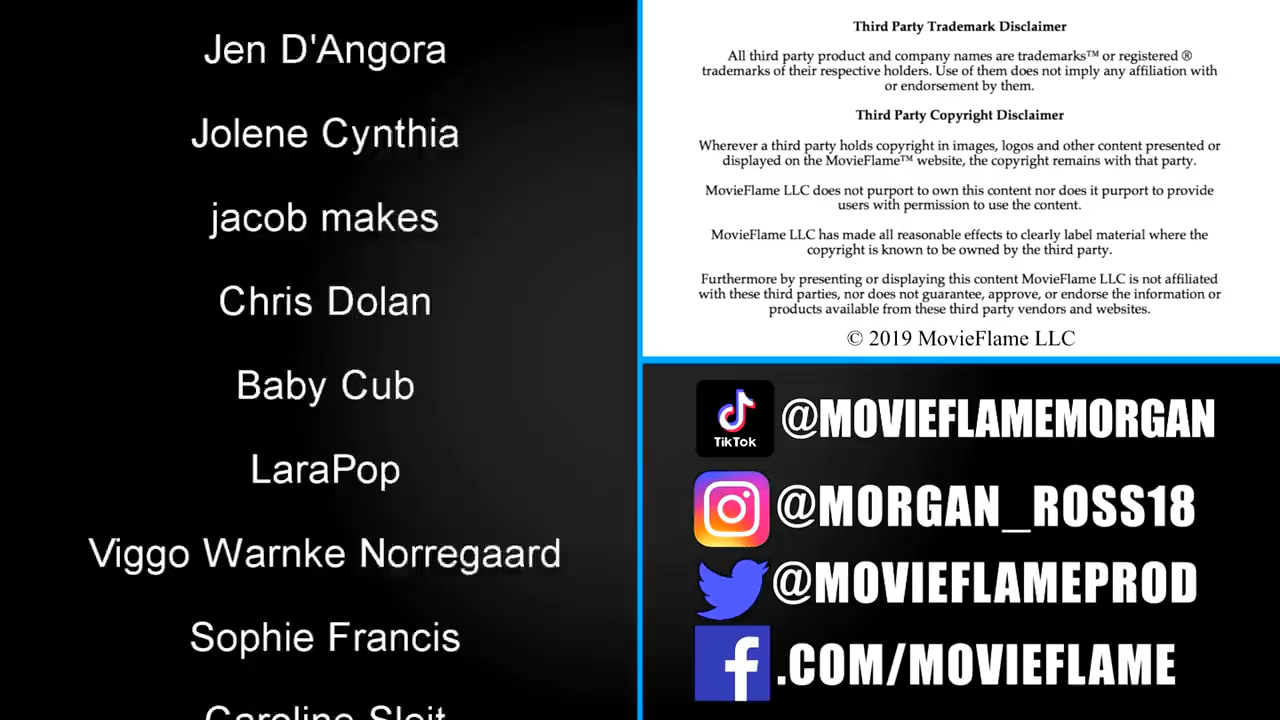 Jen D'Angora
Jolene Cynthia
jacob makes
Chris Dolan
Baby Cub
LaraPop
Viggo Warnke Norregaard
Sophie Francis
Caroline
Third Party Trademark Disclaimer
All third party product and company names are trademarks™ or registered ®
trademarks of their respective holders. Use of them does not imply any affiliation with
or endorsement by them.
Third Party Copyright Disclaimer
Wherever a third party holds copyright in images, logos and other content presented or
displayed on the MovieFlame™ website, the copyright remains with that party.
MovieFlame LLC does not purport to own this content nor does it purport to provide
users with permission to use the content.
MovieFlame LLC has made all reasonable effects to clearly label material where the
copyright is known to be owned by the third party.
Furthermore by presenting or displaying this content MovieFlame LLC is not affiliated
with these third parties, nor does not guarantee, approve, or endorse the information or
products available from these third party vendors and websites.
© 2019 MovieFlame LLC
TikTok
@MOVIEFLAMEMORGAN
@MORGAN_ROSS18
@MOVIEFLAMEPROD
f .COM/MOVIEFLAME